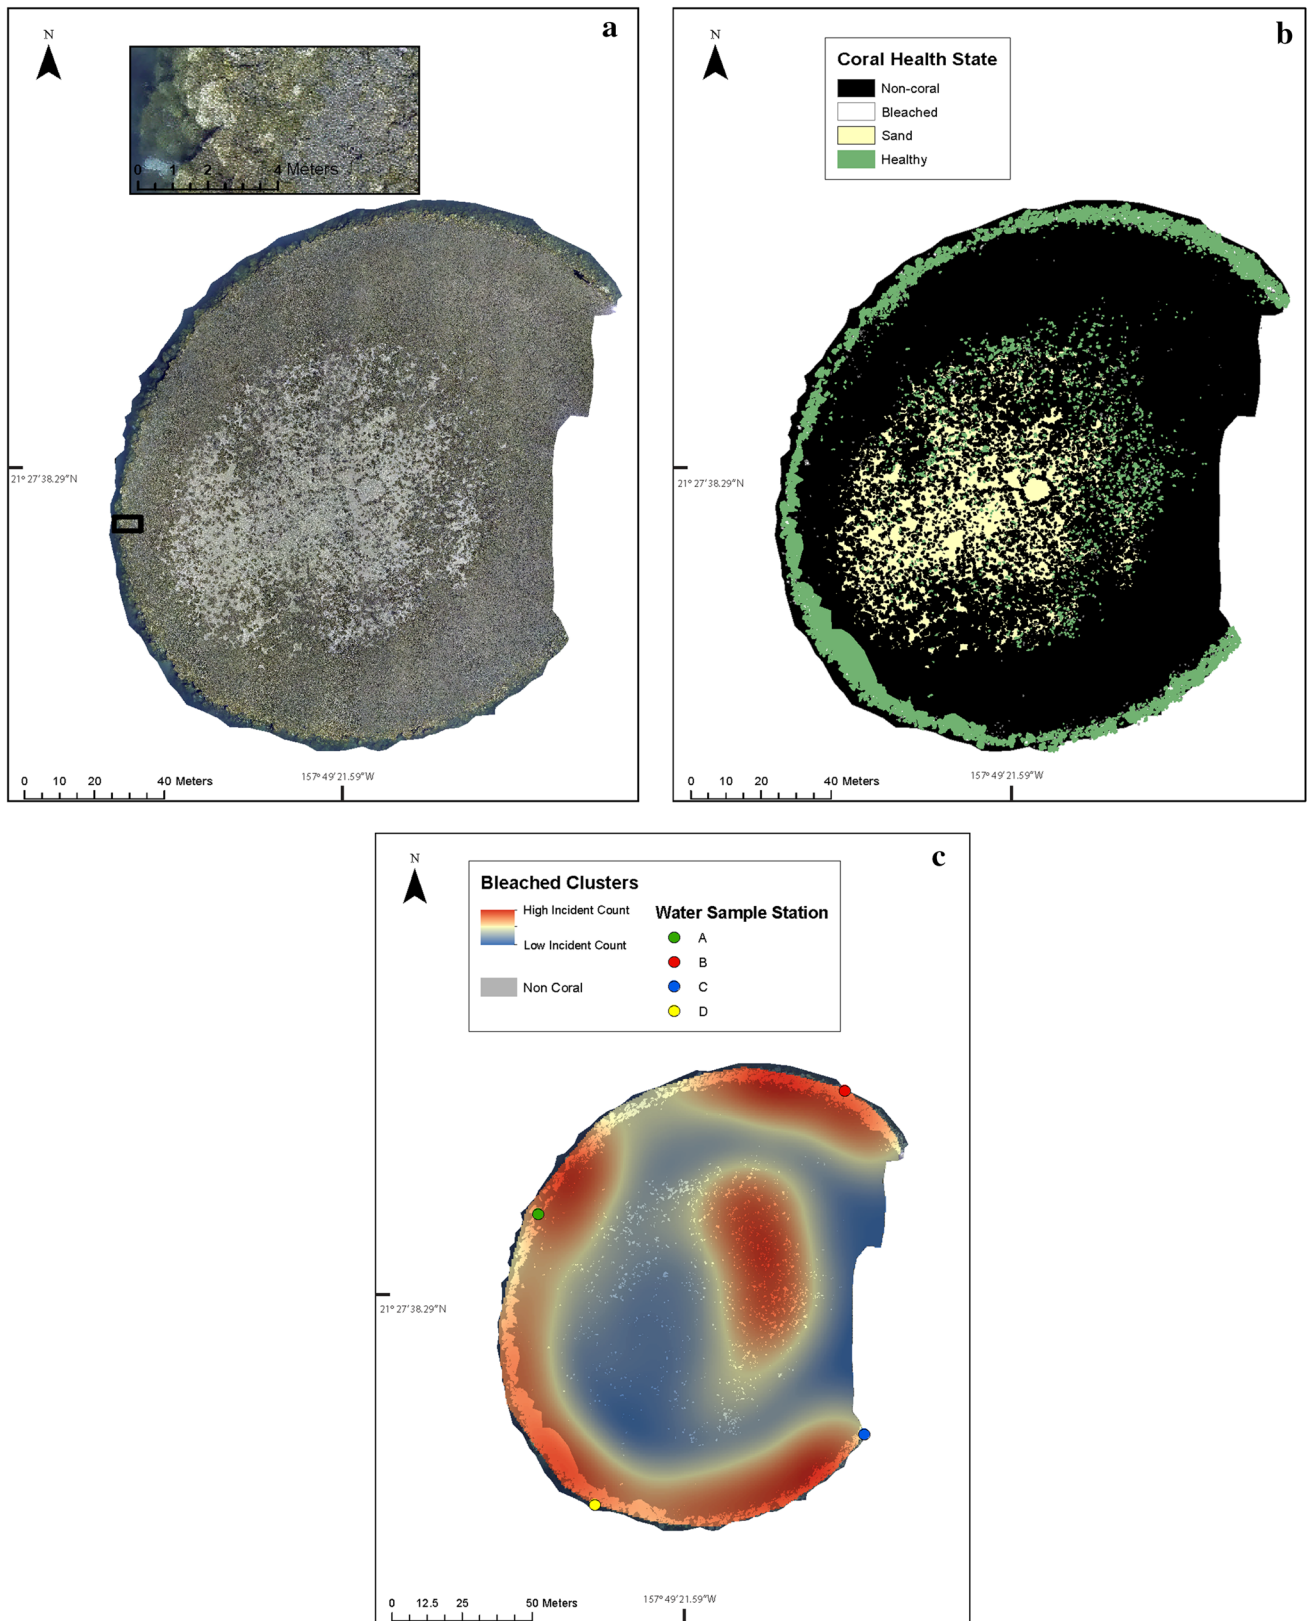 a
N
0 1 2 4 Meters
21° 27'38.29"N
0 10 20 40 Meters
157° 49'21.59"W
b
N
Coral Health State
Non-coral
Bleached
Sand
Healthy
21° 27'38.29"N
0 10 20 40 Meters
157° 49'21.59"W
c
N
Bleached Clusters
High Incident Count
Low Incident Count
Non Coral
Water Sample Station
A
B
C
D
21° 27'38.29"N
0 12.5 25 50 Meters
157° 49'21.59"W